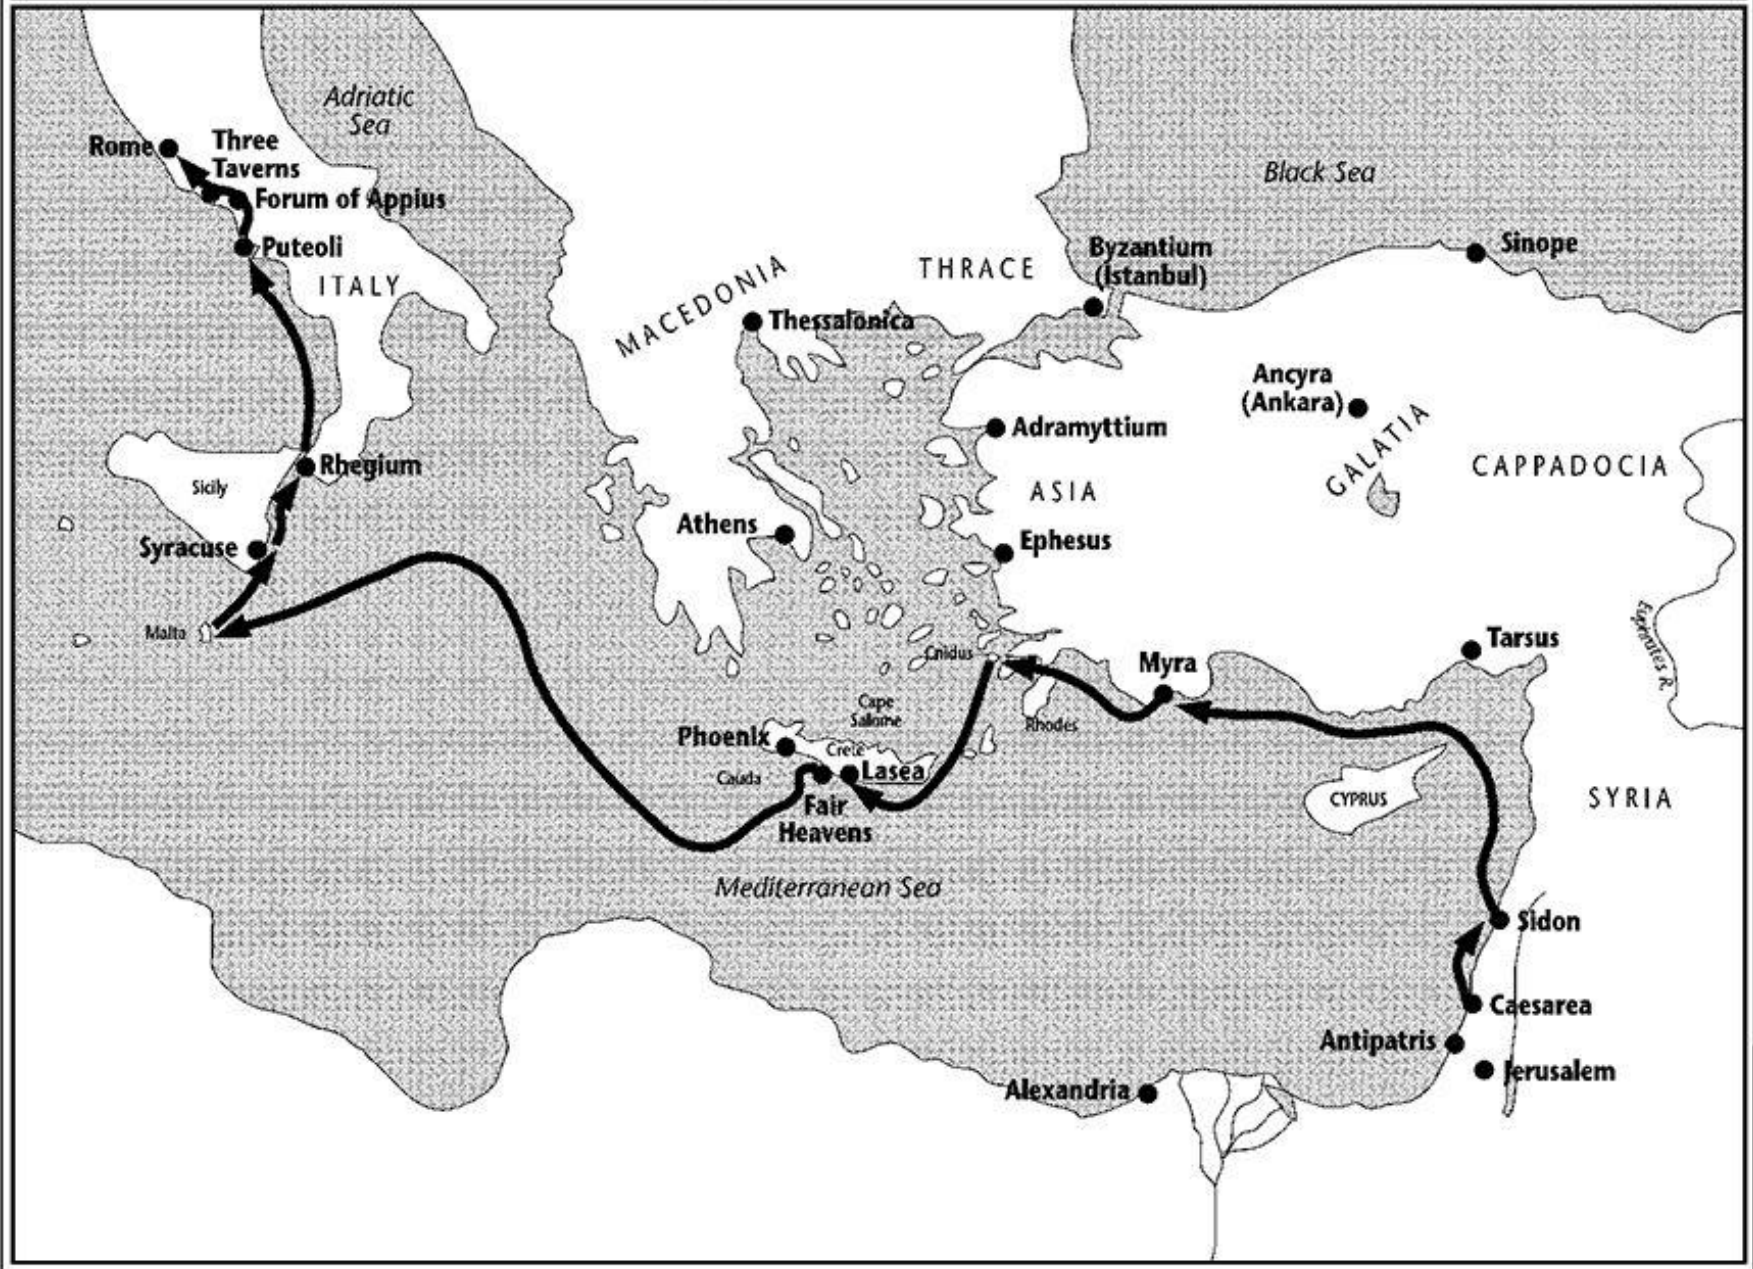 Adriatic
Sea
Rome
Three
Taverns
Forum of Appius
Puteoli
ITALY
Black Sea
Sinope
Byzantium
(Istanbul)
THRACE
MACEDONIA
Thessalonica
Ancyra
(Ankara)
GALATIA
CAPPADOCIA
Adramyttium
ASIA
Rhegium
Sicily
Syracuse
Athens
Ephesus
Malta
Cnidus
Myra
Tarsus
Euphrates R.
Rhodes
Cape
Salome
Phoenix
Crete
Cauda
Lasea
Fair
Heavens
CYPRUS
SYRIA
Mediterranean Sea
Sidon
Caesarea
Antipatris
Jerusalem
Alexandria